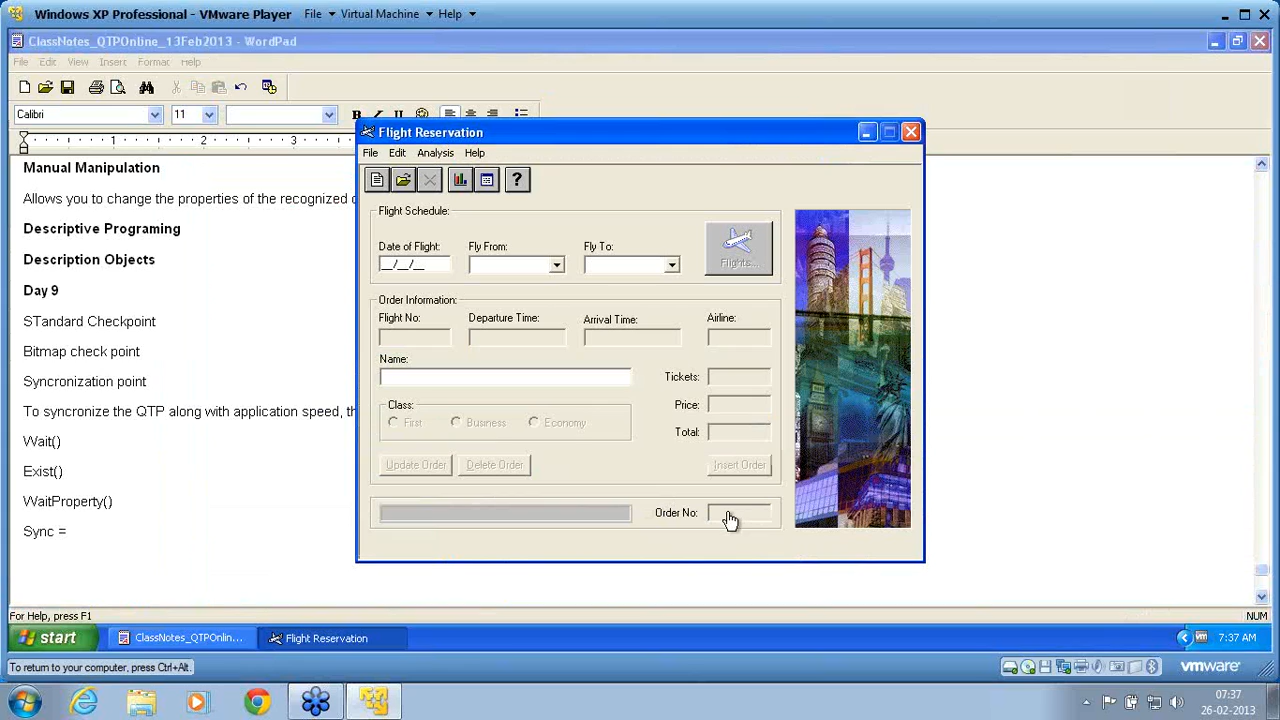 Windows XP Professional - VMware Player File Virtual Machine Help
ClassNotes_QTPOnline_13Feb2013 - WordPad
File Edit View Insert Format Help
Calibri 11
1 2 3
Manual Manipulation
Allows you to change the properties of the recognized
Descriptive Programing
Description Objects
Day 9
STandard Checkpoint
Bitmap check point
Syncronization point
To syncronize the QTP along with application speed,
Wait()
Exist()
WaitProperty()
Sync =
Flight Reservation
File Edit Analysis Help
?
Flight Schedule:
Date of Flight: Fly From: Fly To:
__/__/__
Flights...
Order Information:
Flight No: Departure Time: Arrival Time: Airline:
Name:
Tickets:
Class:
Price:
First Business Economy
Total:
Update Order Delete Order Insert Order
Order No:
For Help, press F1 NUM
start ClassNotes_QTPOnlin... Flight Reservation 7:37 AM
To return to your computer, press Ctrl+Alt. vmware
07:37
26-02-2013